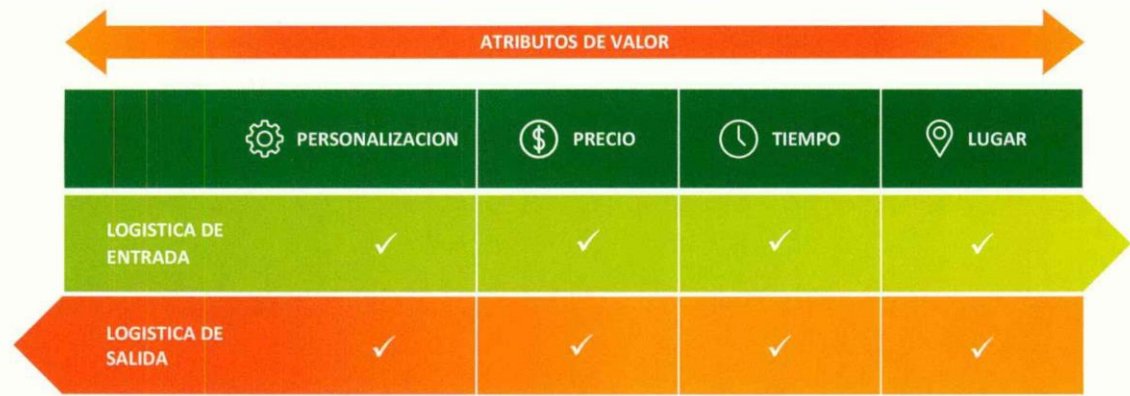 ATRIBUTOS DE VALOR
PERSONALIZACION
$ PRECIO
TIEMPO
LUGAR
LOGISTICA DE
ENTRADA
✓ ✓ ✓ ✓
LOGISTICA DE
SALIDA
✓ ✓ ✓ ✓